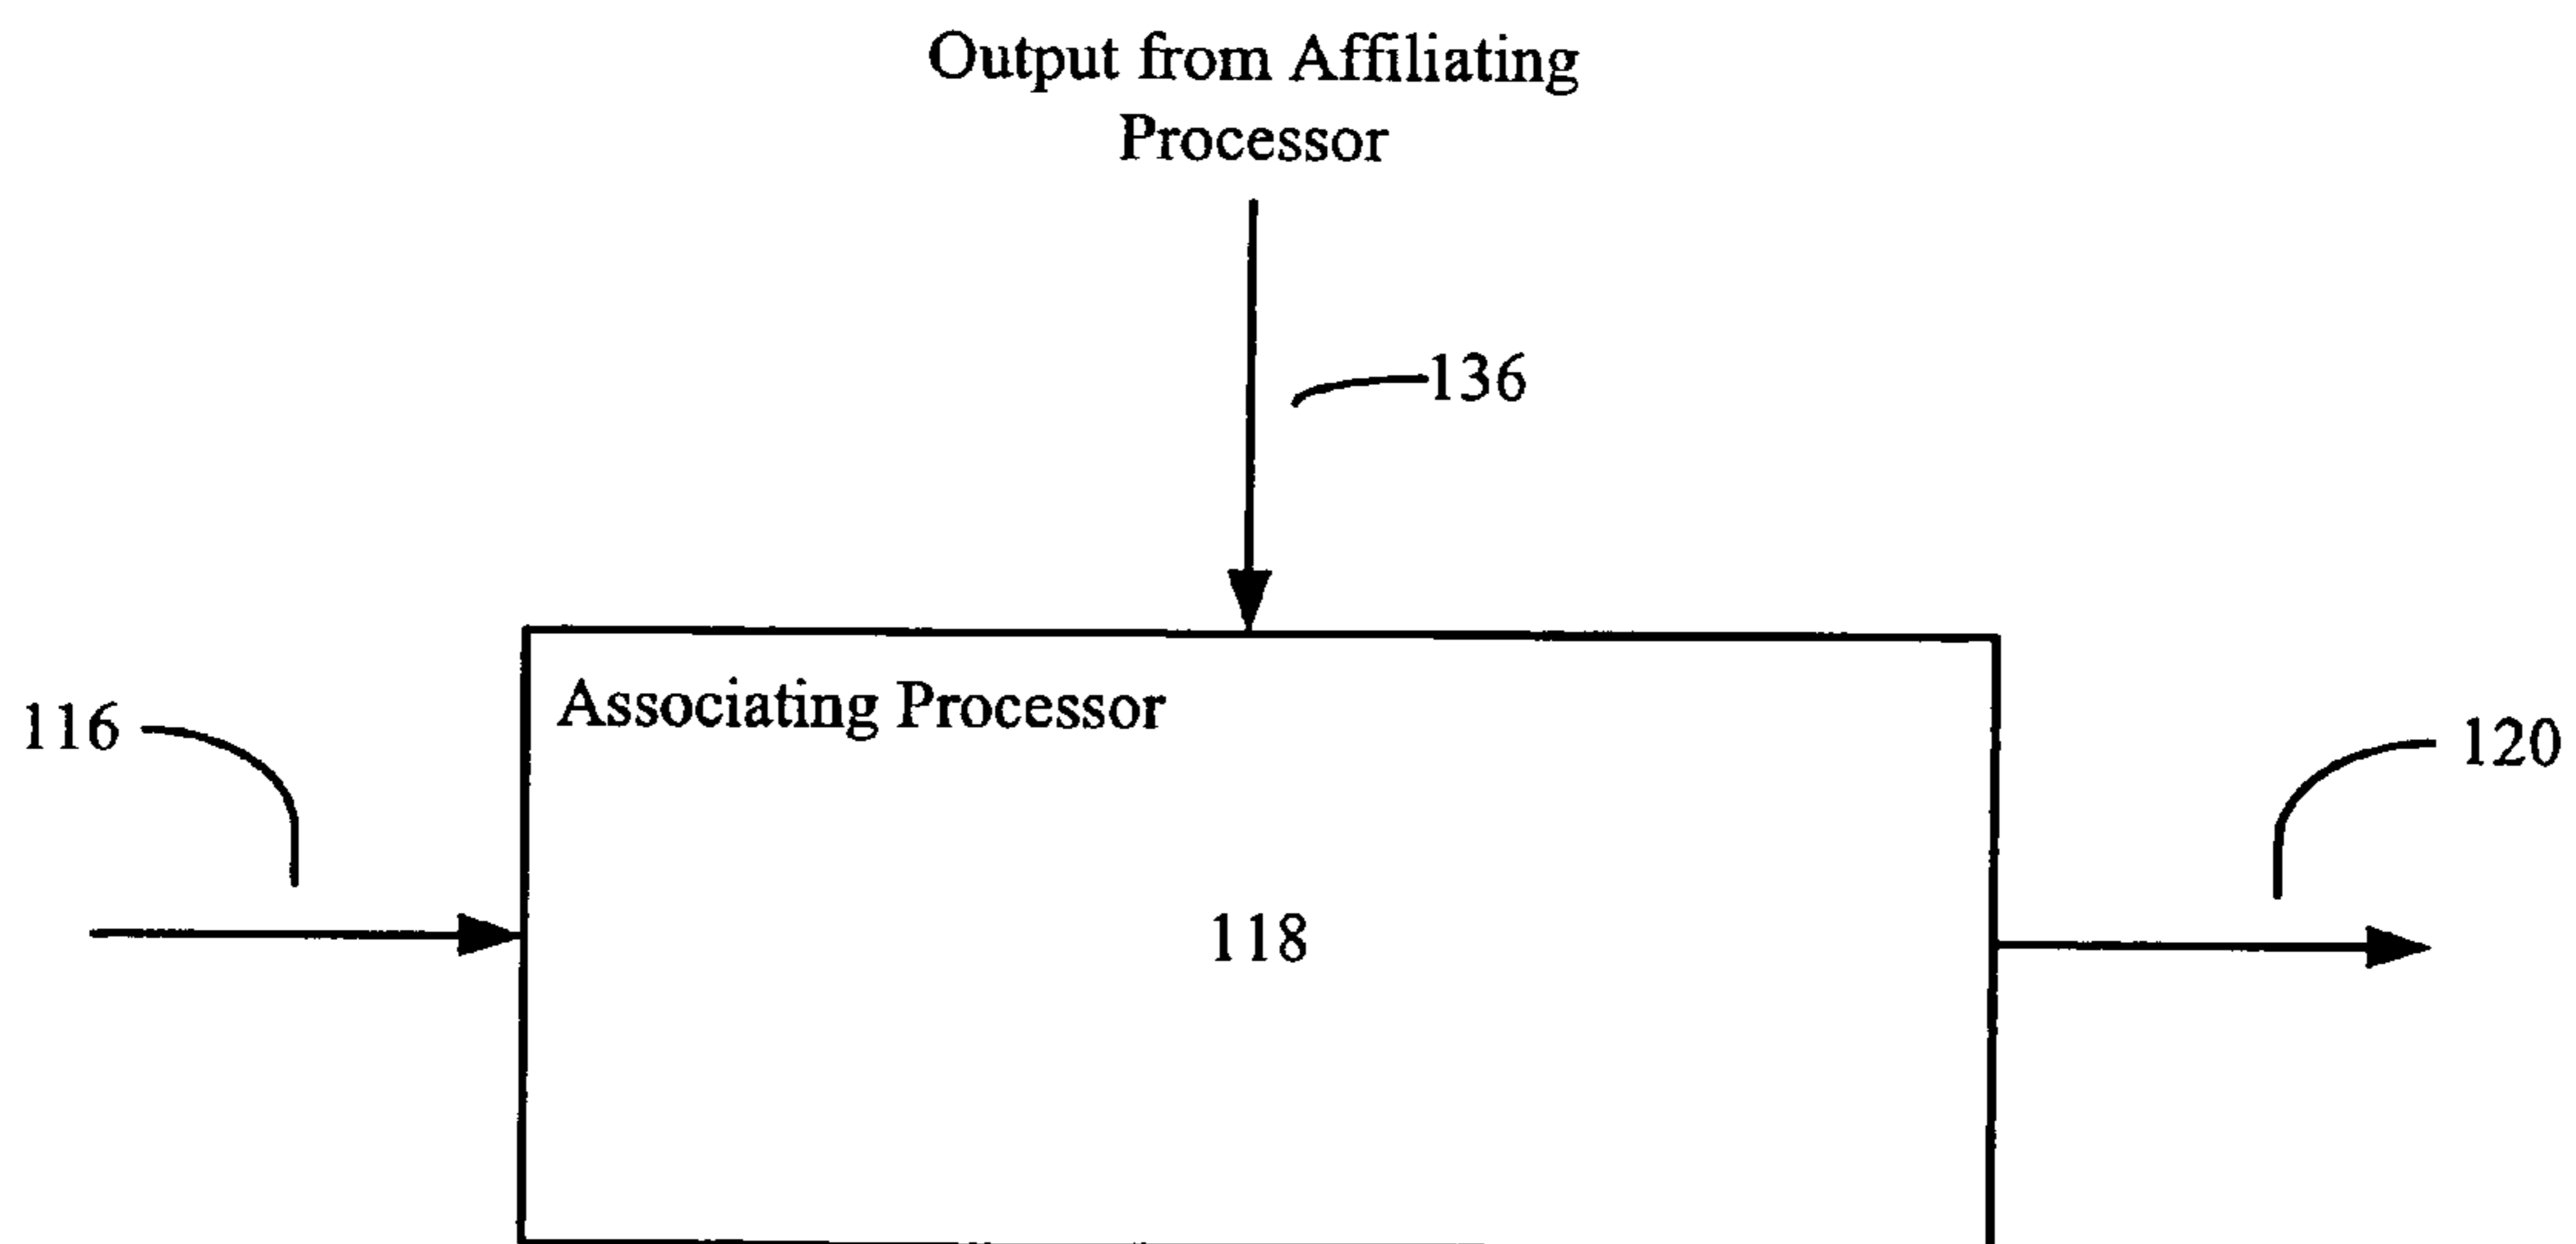 Output from Affiliating
Processor
136
Associating Processor
116
120
118